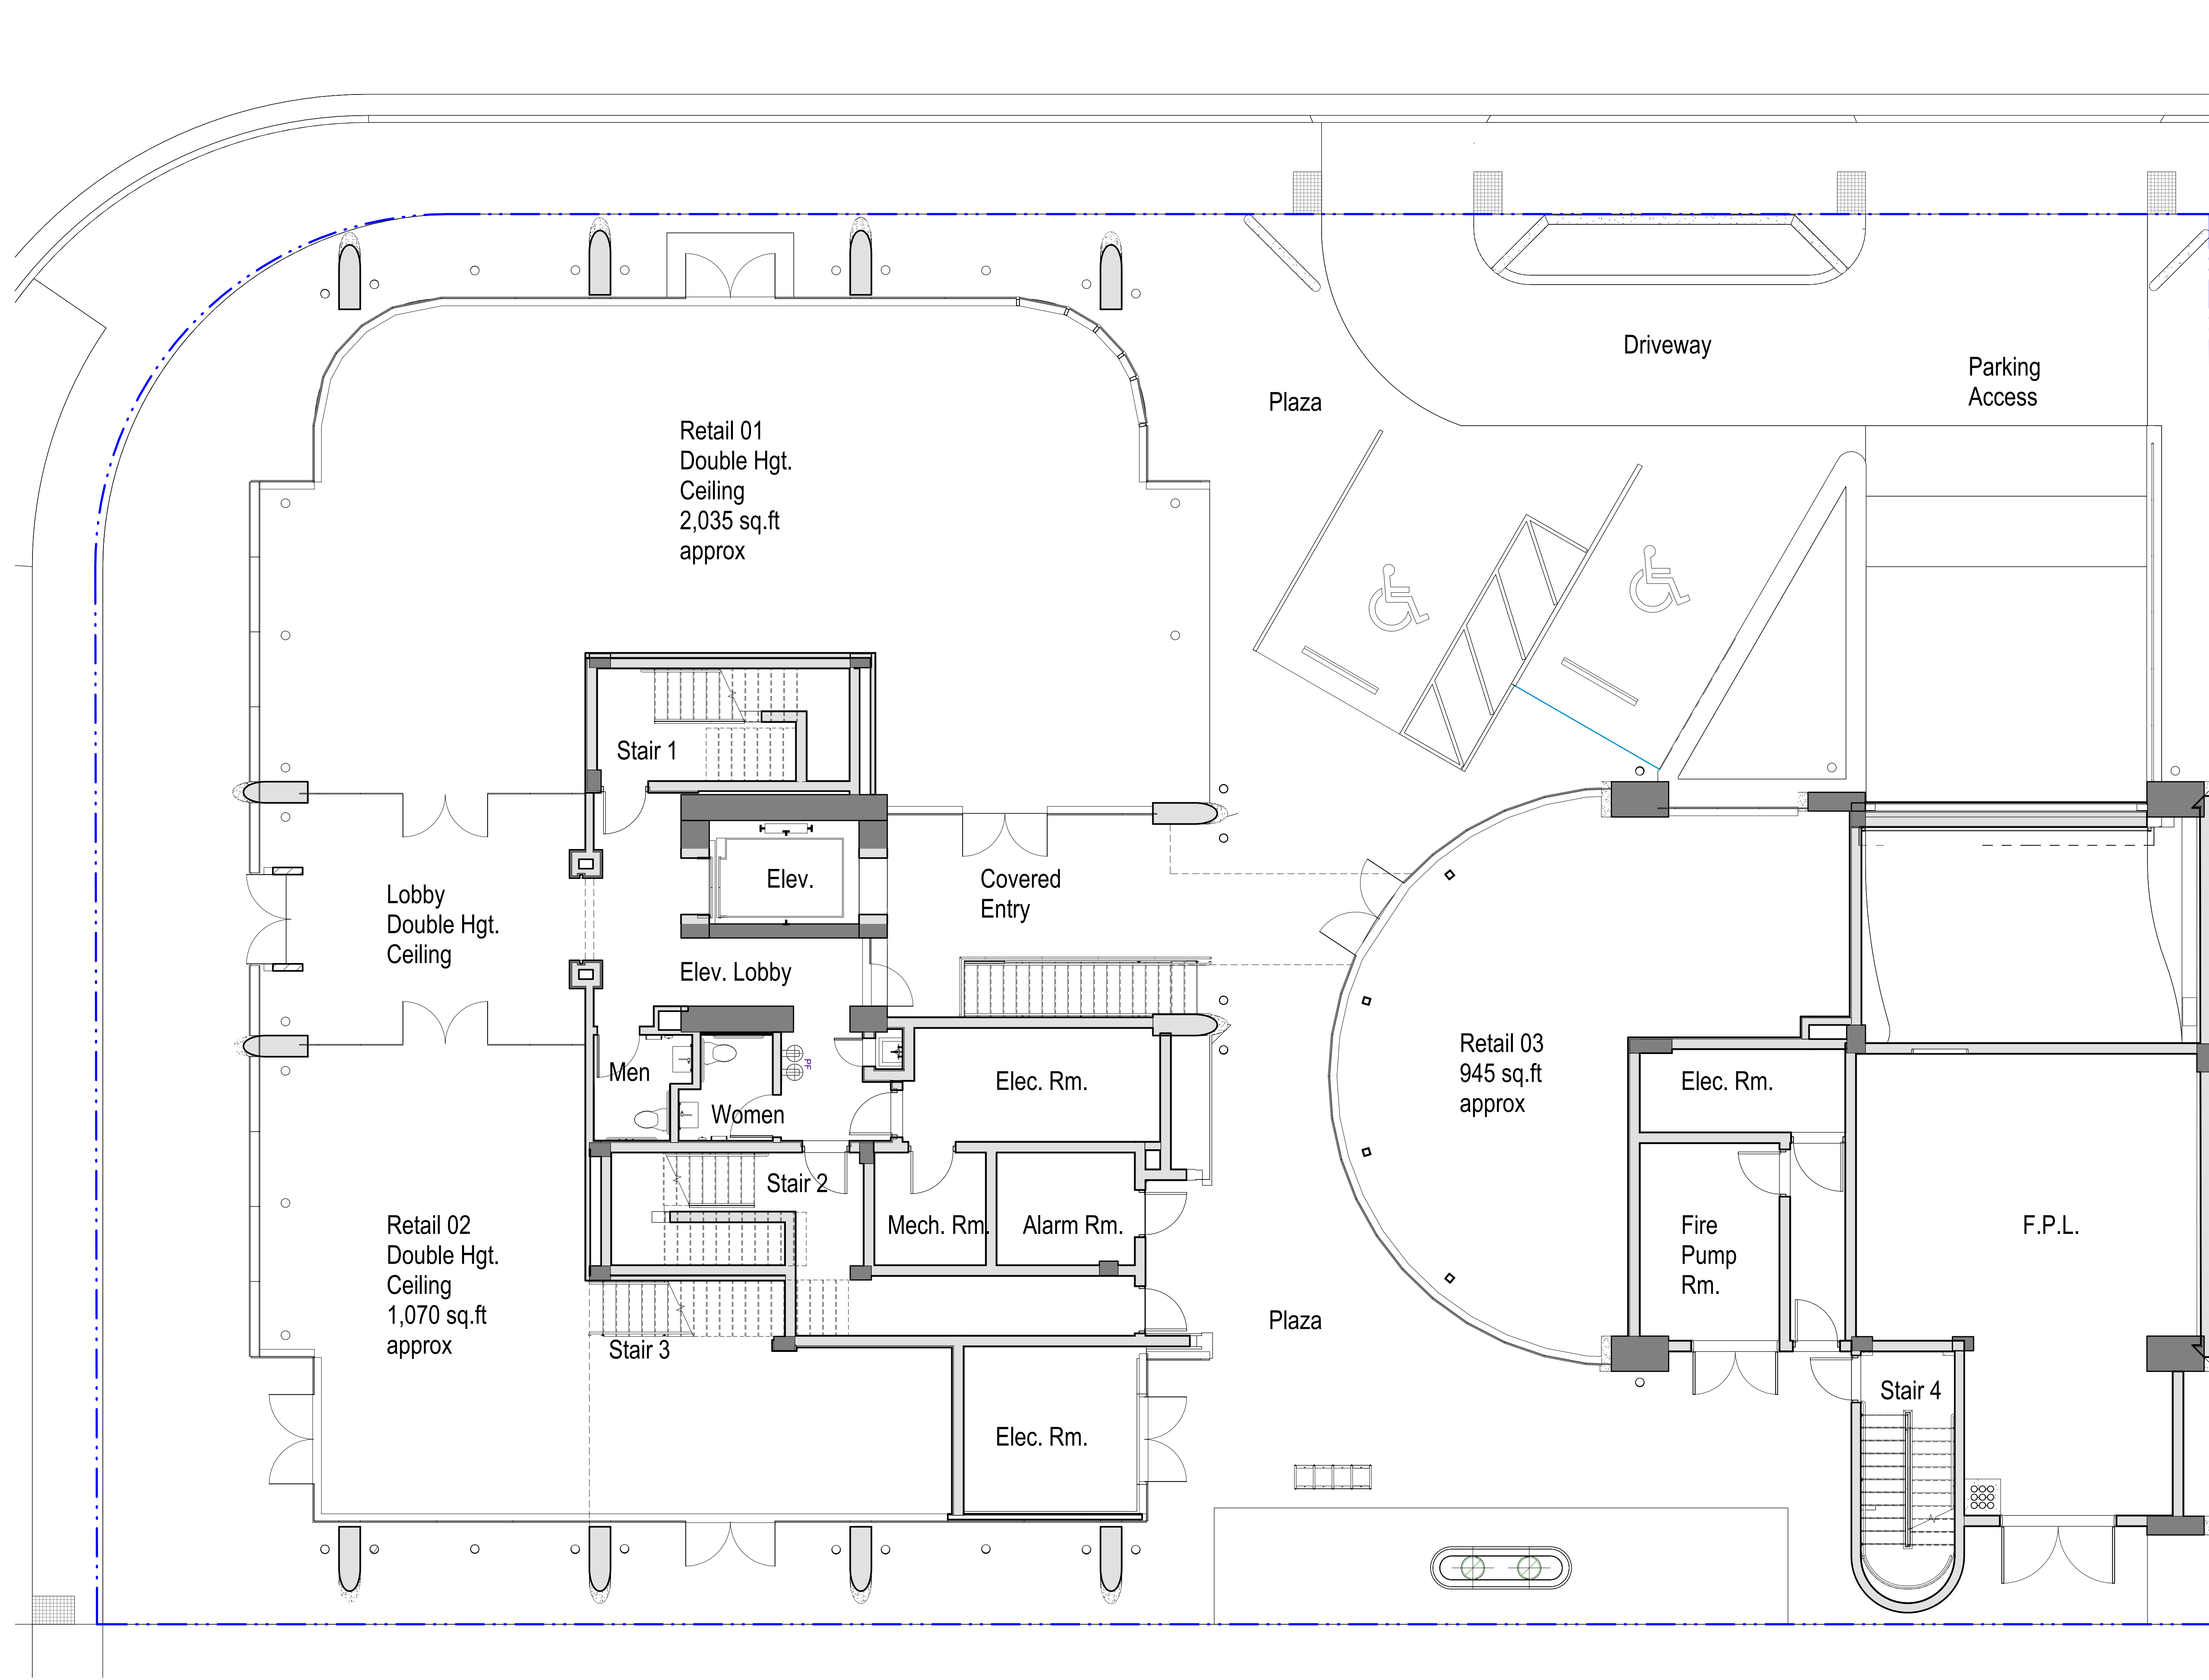 Driveway
Parking
Access
Plaza
Retail 01
Double Hgt.
Ceiling
2,035 sq.ft
approx
Stair 1
Elev.
Covered
Entry
Lobby
Double Hgt.
Ceiling
Elev. Lobby
Retail 03
945 sq.ft
approx
Men
PF
Elec. Rm.
Elec. Rm.
Women
Stair 2
Retail 02
Double Hgt.
Ceiling
1,070 sq.ft
approx
Mech. Rm.
Alarm Rm.
Fire
Pump
Rm.
F.P.L.
Plaza
Stair 3
Stair 4
Elec. Rm.